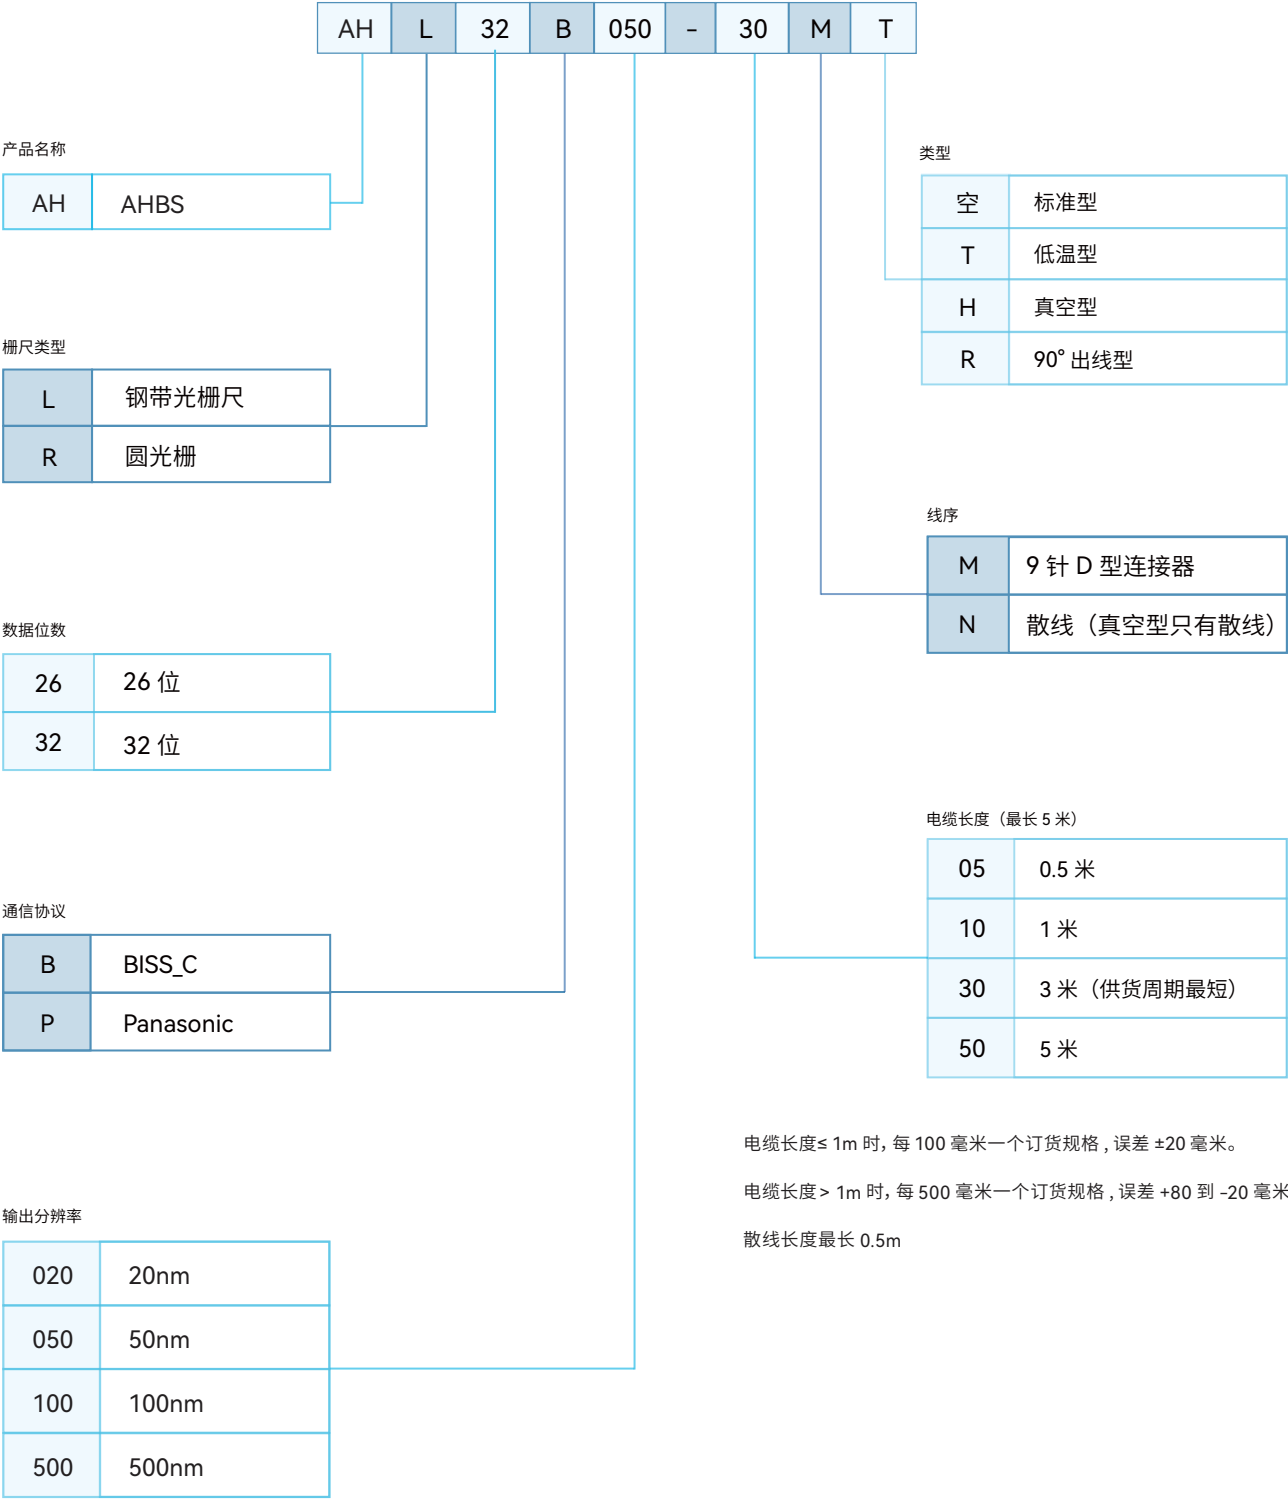 AH L 32 B 050 - 30 M T
产品名称
AH AHBS
栅尺类型
L 钢带光栅尺
R 圆光栅
数据位数
26 26 位
32 32 位
通信协议
B BISS_C
P Panasonic
输出分辨率
020 20nm
050 50nm
100 100nm
500 500nm
类型
空 标准型
T 低温型
H 真空型
R 90° 出线型
线序
M 9 针 D 型连接器
N 散线（真空型只有散线）
电缆长度（最长 5 米）
05 0.5 米
10 1 米
30 3 米（供货周期最短）
50 5 米
电缆长度≤ 1m 时，每 100 毫米一个订货规格 , 误差 ±20 毫米。
电缆长度 > 1m 时，每 500 毫米一个订货规格 , 误差 +80 到 -20 毫米
散线长度最长 0.5m